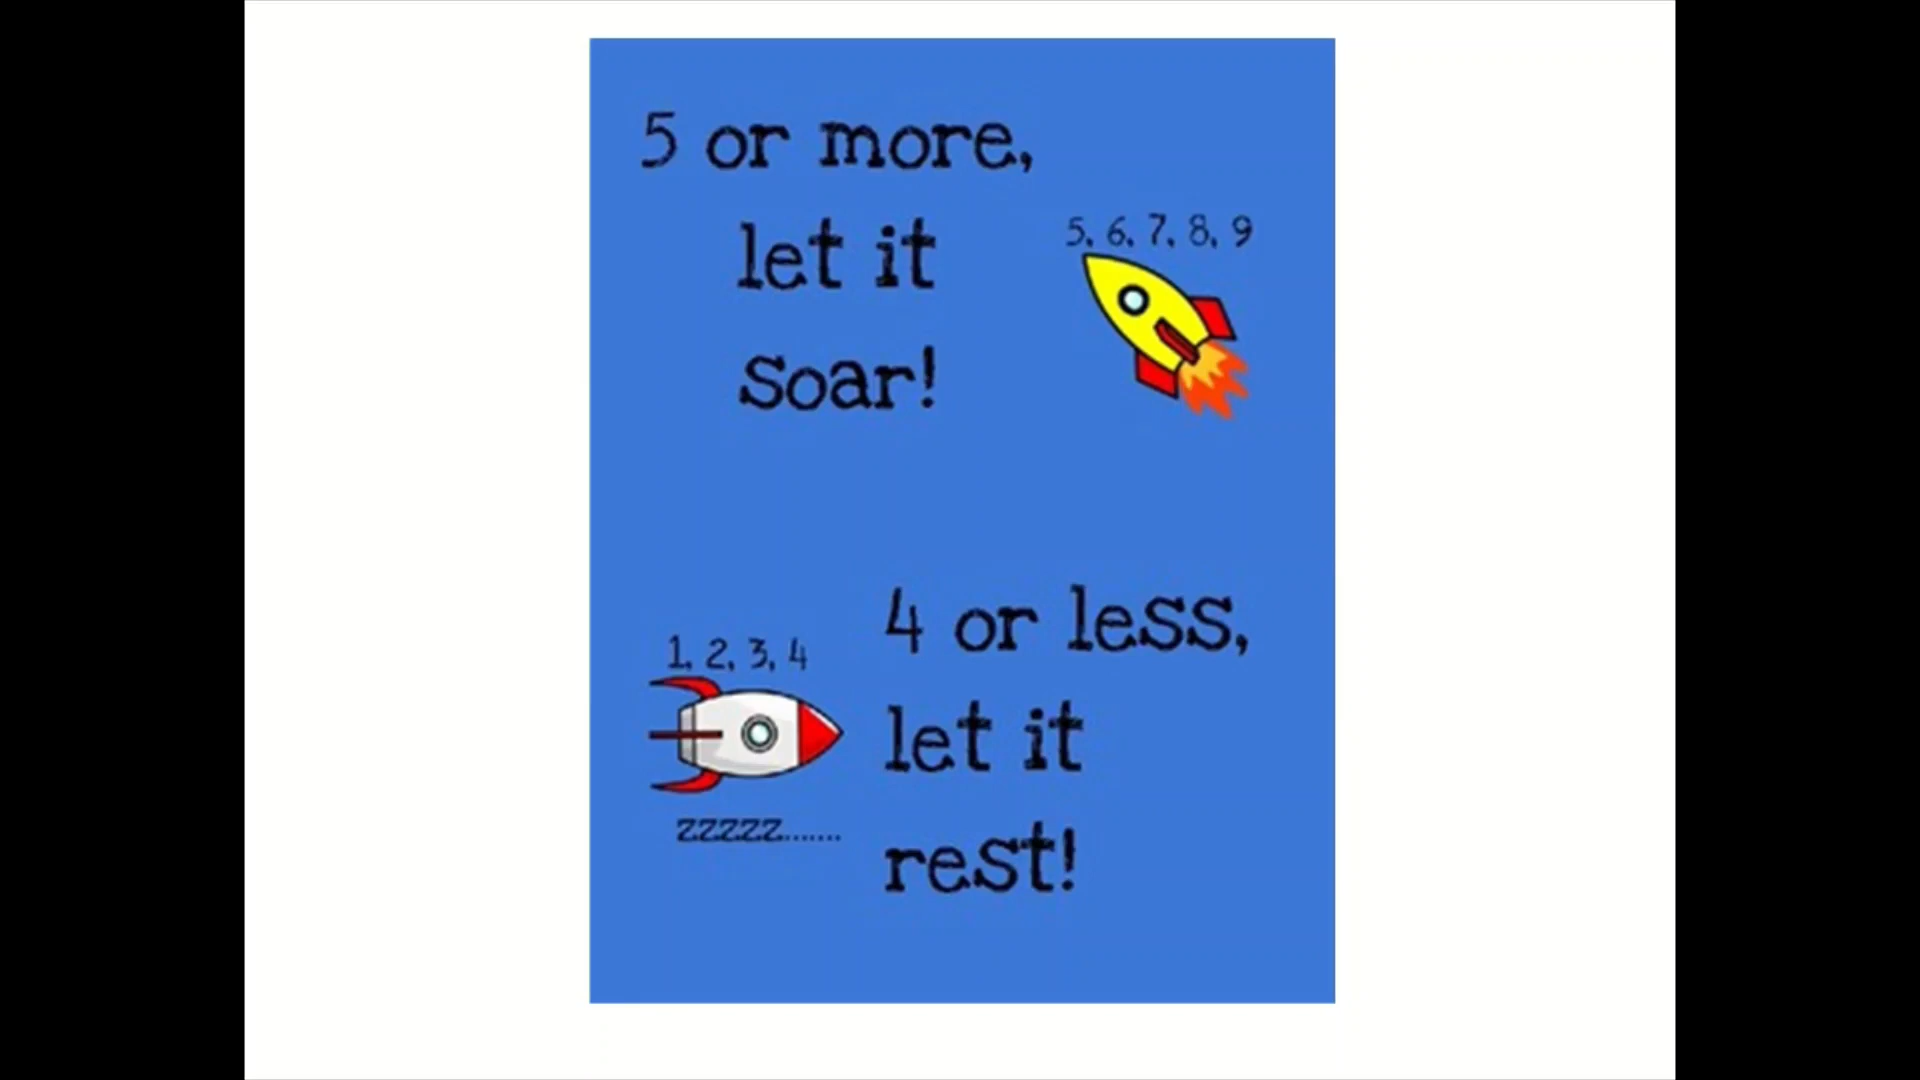 5 or more,
let it
soar!
5, 6, 7, 8, 9
4 or less,
let it
rest!
1, 2, 3, 4
zzzzz.......